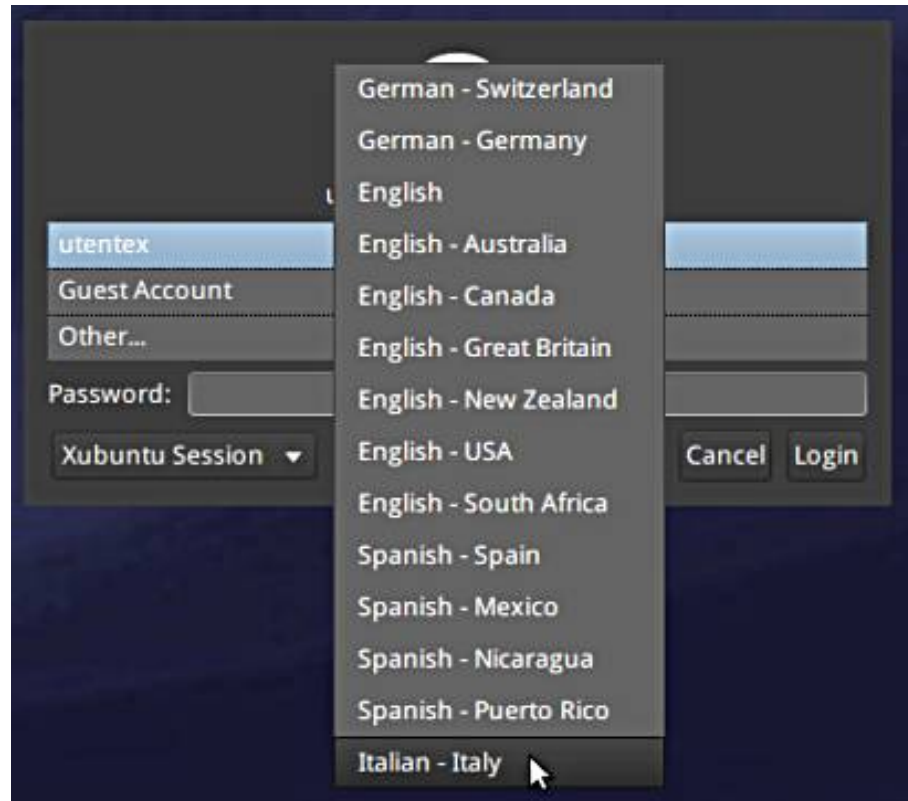 German - Switzerland
German - Germany
English
utentex
English - Australia
Guest Account
English - Canada
Other...
English - Great Britain
Password:
English - New Zealand
Xubuntu Session
English - USA
Cancel
Login
English - South Africa
Spanish - Spain
Spanish - Mexico
Spanish - Nicaragua
Spanish - Puerto Rico
Italian - Italy